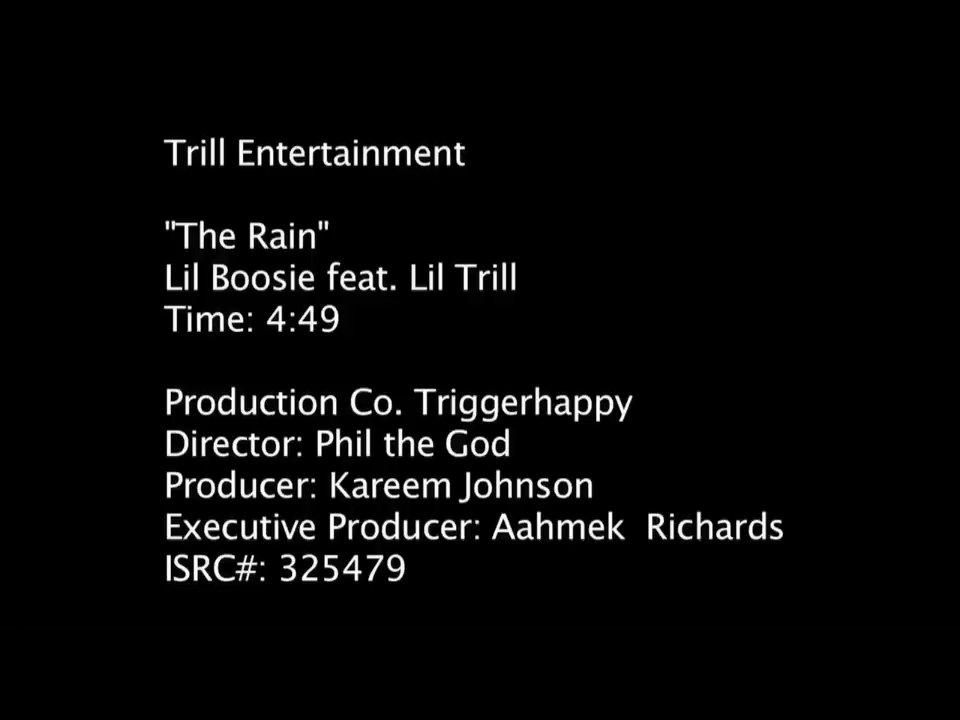 Trill Entertainment
"The Rain"
Lil Boosie feat. Lil Trill
Time: 4:49
Production Co. Triggerhappy
Director: Phil the God
Producer: Kareem Johnson
Executive Producer: Aahmek  Richards
ISRC#: 325479